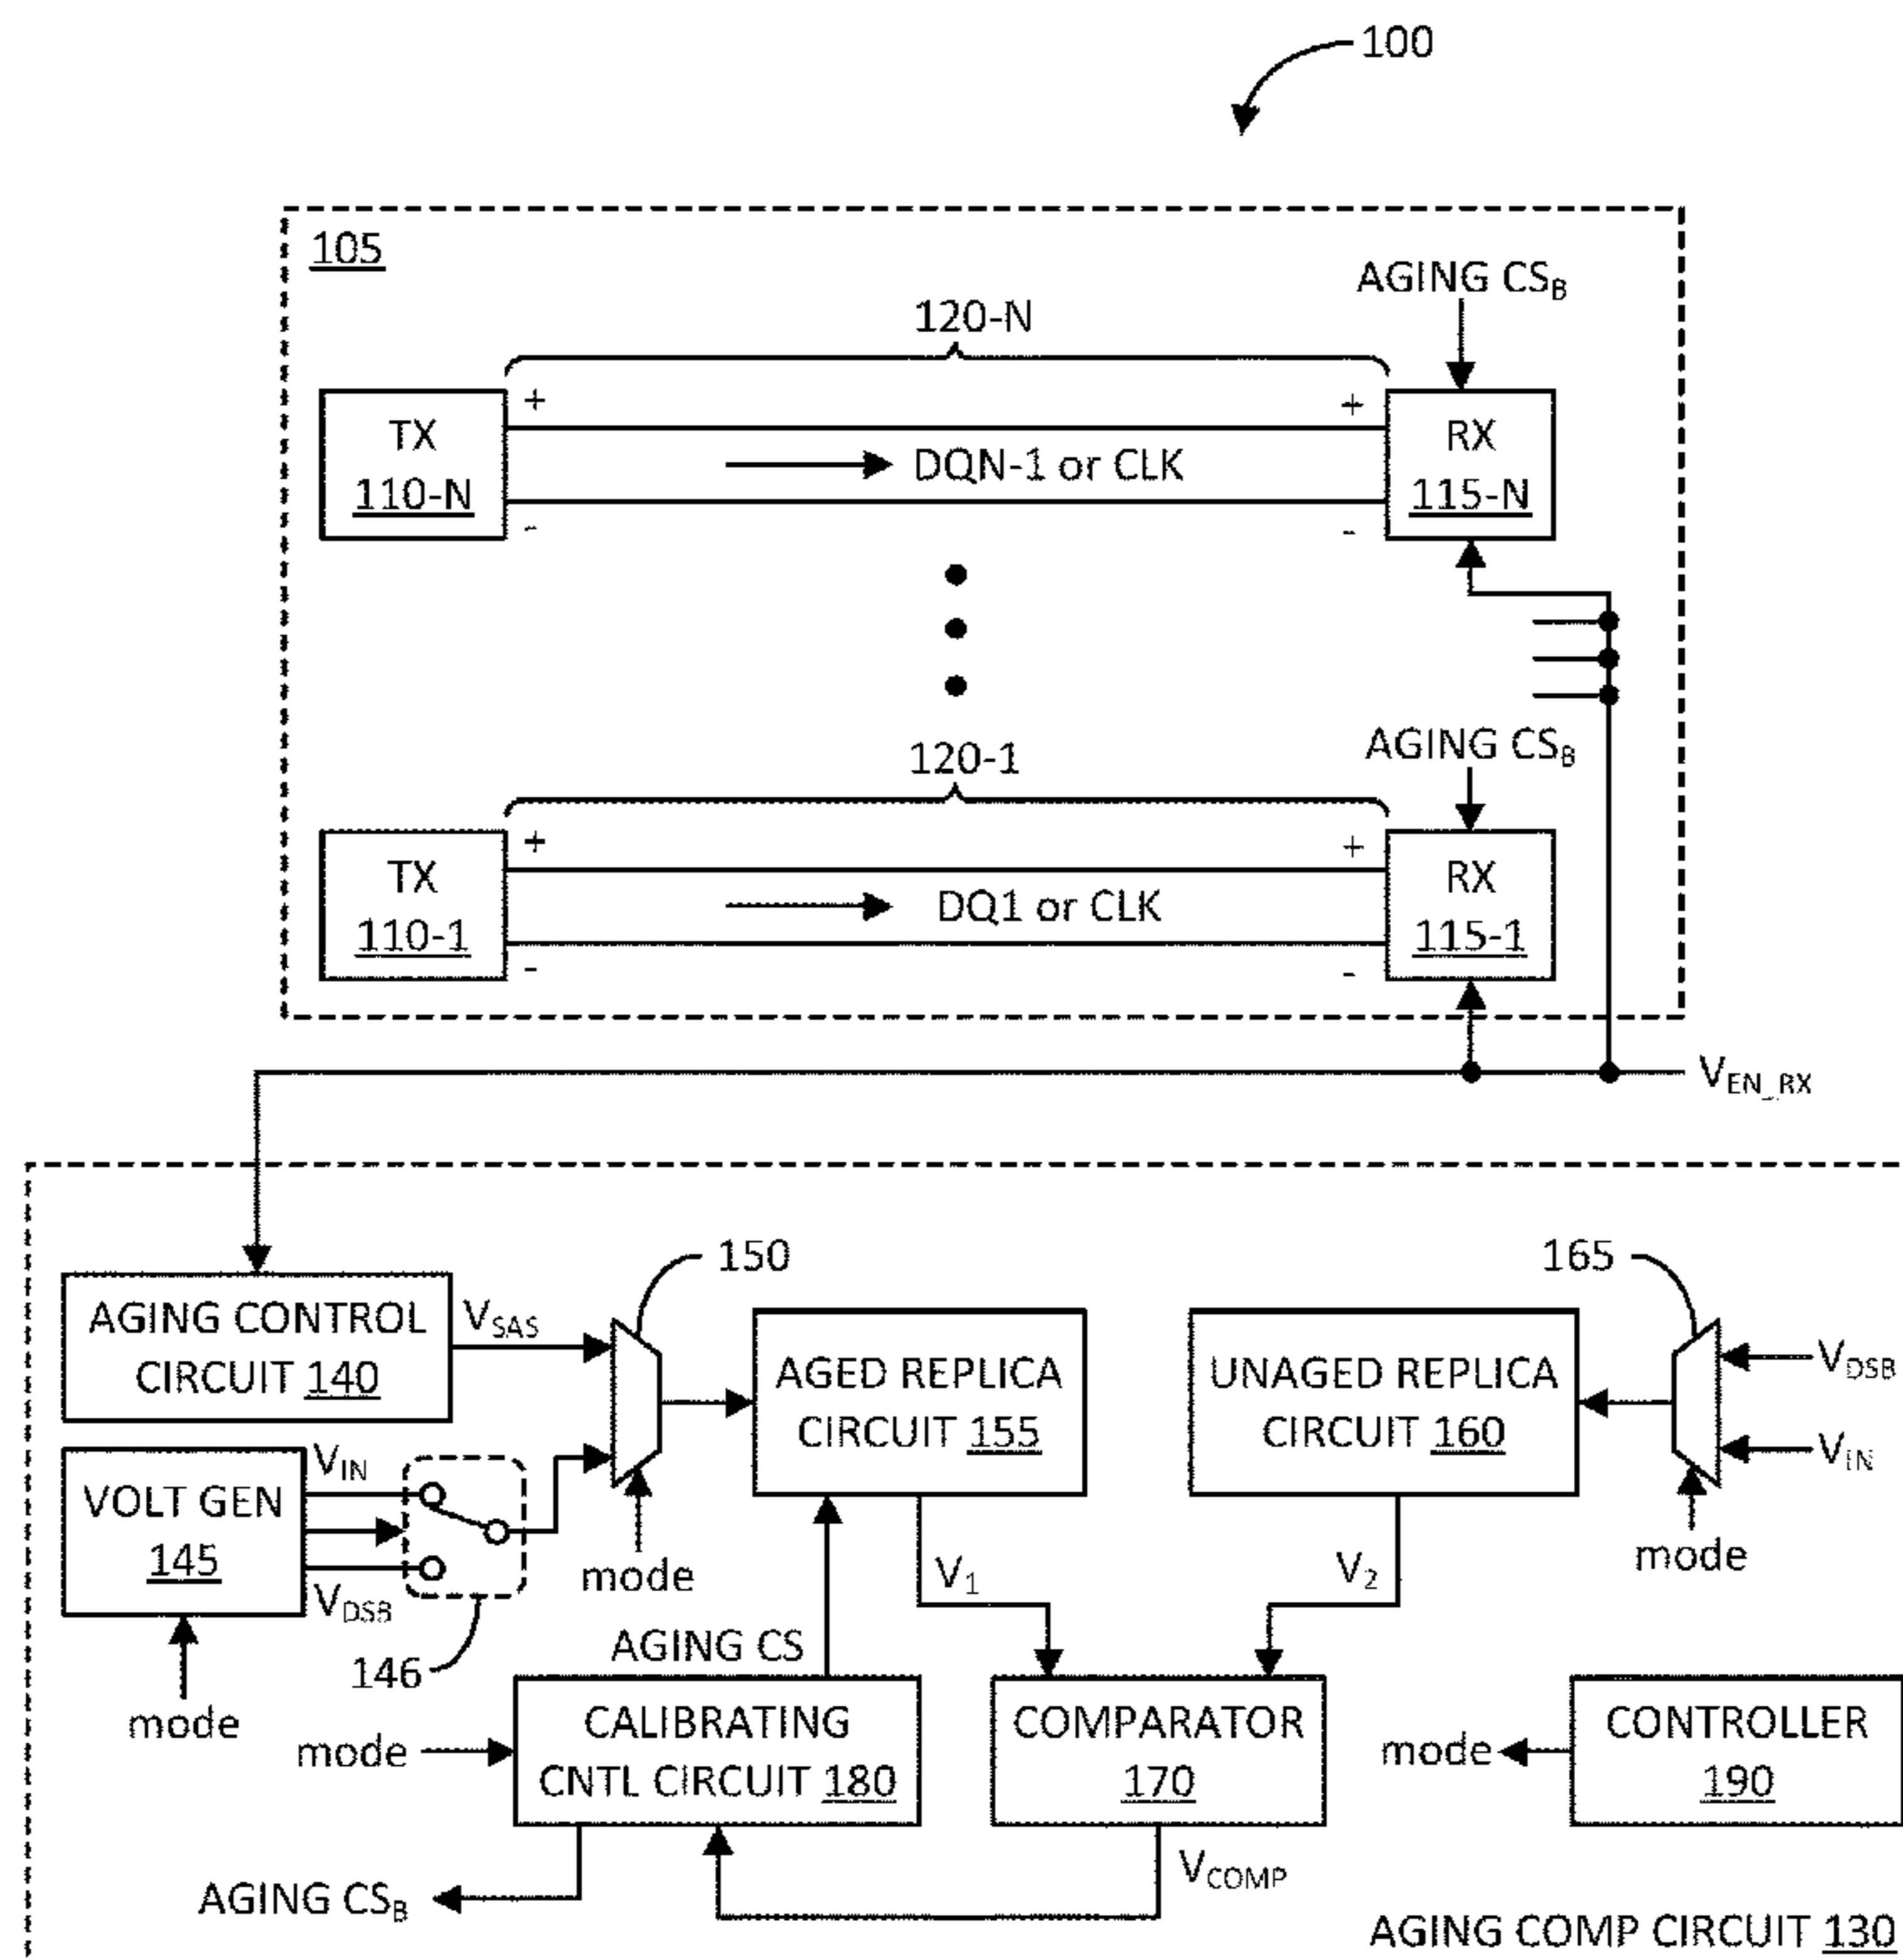 100
105
AGING CS_B
120-N
+ +
TX
110-N
DQN-1 or CLK
RX
115-N
- -
AGING CS_B
120-1
+ +
TX
110-1
DQ1 or CLK
RX
115-1
- -
V_EN_RX
150
165
AGING CONTROL
CIRCUIT 140
V_SAS
AGED REPLICA
CIRCUIT 155
UNAGED REPLICA
CIRCUIT 160
V_DSB
V_IN
VOLT GEN
145
V_IN
V_DSB
mode
146
mode
V_1
V_2
mode
AGING CS
mode
CALIBRATING
CNTL CIRCUIT 180
COMPARATOR
170
mode
CONTROLLER
190
AGING CS_B
V_COMP
AGING COMP CIRCUIT 130